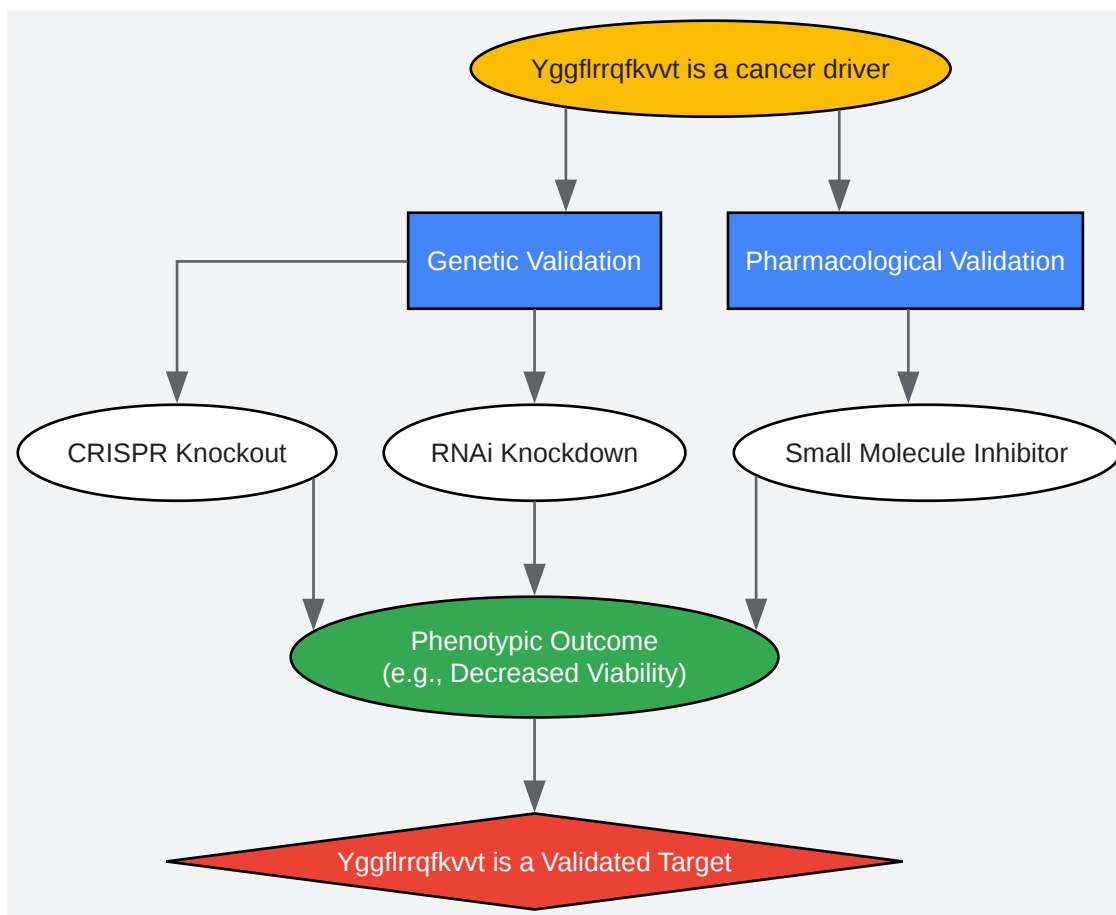 Yggflrrqfkvvt is a cancer driver
Genetic Validation
Pharmacological Validation
CRISPR Knockout
RNAi Knockdown
Small Molecule Inhibitor
Phenotypic Outcome
(e.g., Decreased Viability)
Yggflrrqfkvvt is a Validated Target